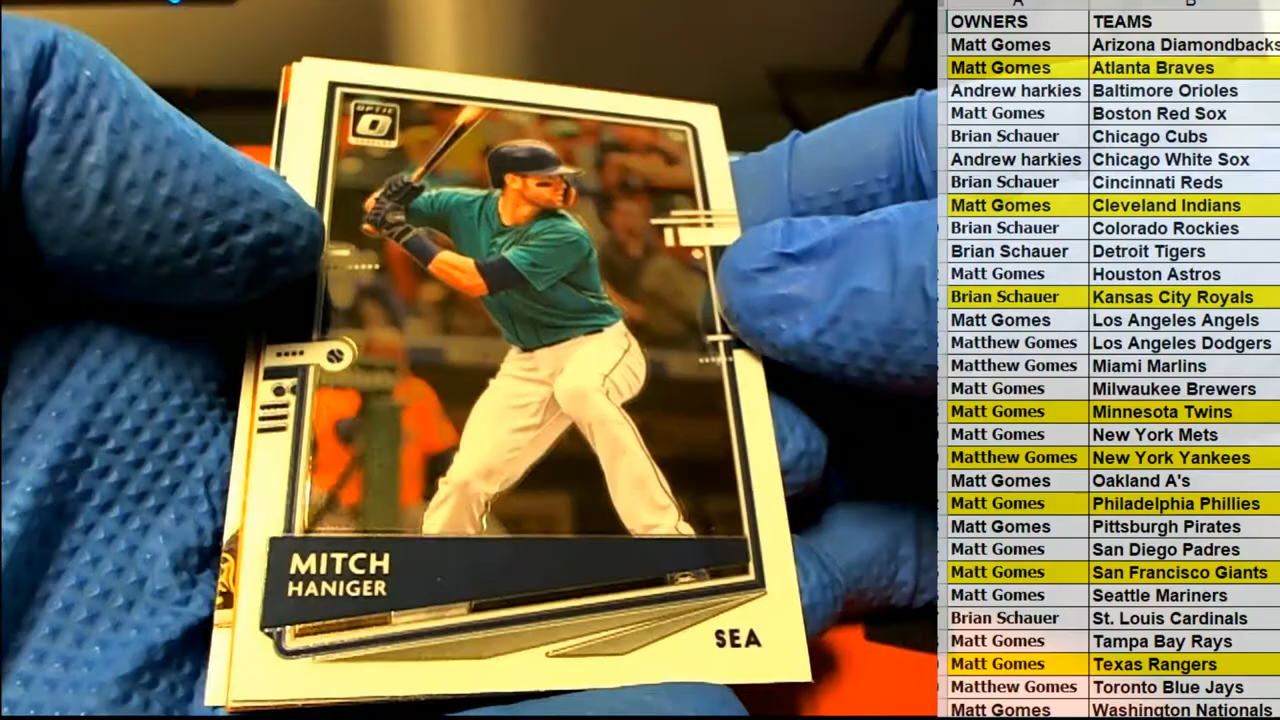 OPTIC
MITCH
HANIGER
SEA
OWNERS TEAMS
Matt Gomes Arizona Diamondbacks
Matt Gomes Atlanta Braves
Andrew harkies Baltimore Orioles
Matt Gomes Boston Red Sox
Brian Schauer Chicago Cubs
Andrew harkies Chicago White Sox
Brian Schauer Cincinnati Reds
Matt Gomes Cleveland Indians
Brian Schauer Colorado Rockies
Brian Schauer Detroit Tigers
Matt Gomes Houston Astros
Brian Schauer Kansas City Royals
Matt Gomes Los Angeles Angels
Matthew Gomes Los Angeles Dodgers
Matthew Gomes Miami Marlins
Matt Gomes Milwaukee Brewers
Matt Gomes Minnesota Twins
Matt Gomes New York Mets
Matthew Gomes New York Yankees
Matt Gomes Oakland A's
Matt Gomes Philadelphia Phillies
Matt Gomes Pittsburgh Pirates
Matt Gomes San Diego Padres
Matt Gomes San Francisco Giants
Matt Gomes Seattle Mariners
Brian Schauer St. Louis Cardinals
Matt Gomes Tampa Bay Rays
Matt Gomes Texas Rangers
Matthew Gomes Toronto Blue Jays
Matt Gomes Washington Nationals